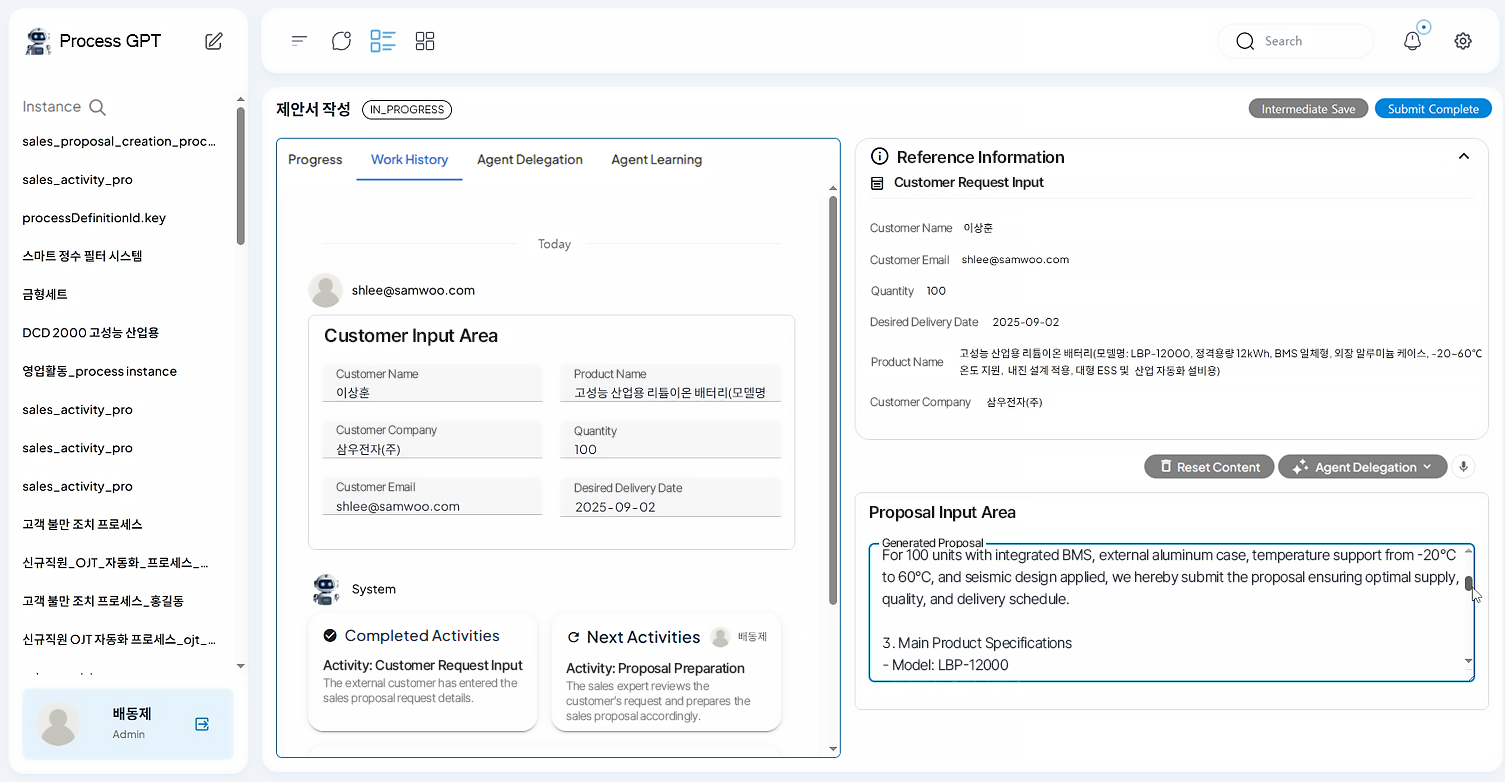 Process GPT
Search
Instance
sales_proposal_creation_proc...
sales_activity_pro
processDefinitionId.key
스마트 정수 필터 시스템
금형세트
DCD 2000 고성능 산업용
영업활동_process instance
sales_activity_pro
sales_activity_pro
sales_activity_pro
고객 불만 조치 프로세스
신규직원_OJT_자동화_프로세스_...
고객 불만 조치 프로세스_홍길동
신규직원 OJT 자동화 프로세스_ojt_...
배동제
Admin
제안서 작성
IN_PROGRESS
Intermediate Save
Submit Complete
Progress
Work History
Agent Delegation
Agent Learning
Today
shlee@samwoo.com
Customer Input Area
Customer Name
이상훈
Product Name
고성능 산업용 리튬이온 배터리(모델명
Customer Company
삼우전자(주)
Quantity
100
Customer Email
shlee@samwoo.com
Desired Delivery Date
2025-09-02
System
Completed Activities
Activity: Customer Request Input
The external customer has entered the
sales proposal request details.
Next Activities
배동제
Activity: Proposal Preparation
The sales expert reviews the
customer's request and prepares the
sales proposal accordingly.
Reference Information
Customer Request Input
Customer Name 이상훈
Customer Email shlee@samwoo.com
Quantity 100
Desired Delivery Date 2025-09-02
Product Name 고성능 산업용 리튬이온 배터리(모델명: LBP-12000, 정격용량 12kWh, BMS 일체형, 외장 알루미늄 케이스, -20~60℃
온도 지원, 내진 설계 적용, 대형 ESS 및 산업 자동화 설비용)
Customer Company 삼우전자(주)
Reset Content
Agent Delegation
Proposal Input Area
Generated Proposal
For 100 units with integrated BMS, external aluminum case, temperature support from -20°C
to 60°C, and seismic design applied, we hereby submit the proposal ensuring optimal supply,
quality, and delivery schedule.
3. Main Product Specifications
- Model: LBP-12000